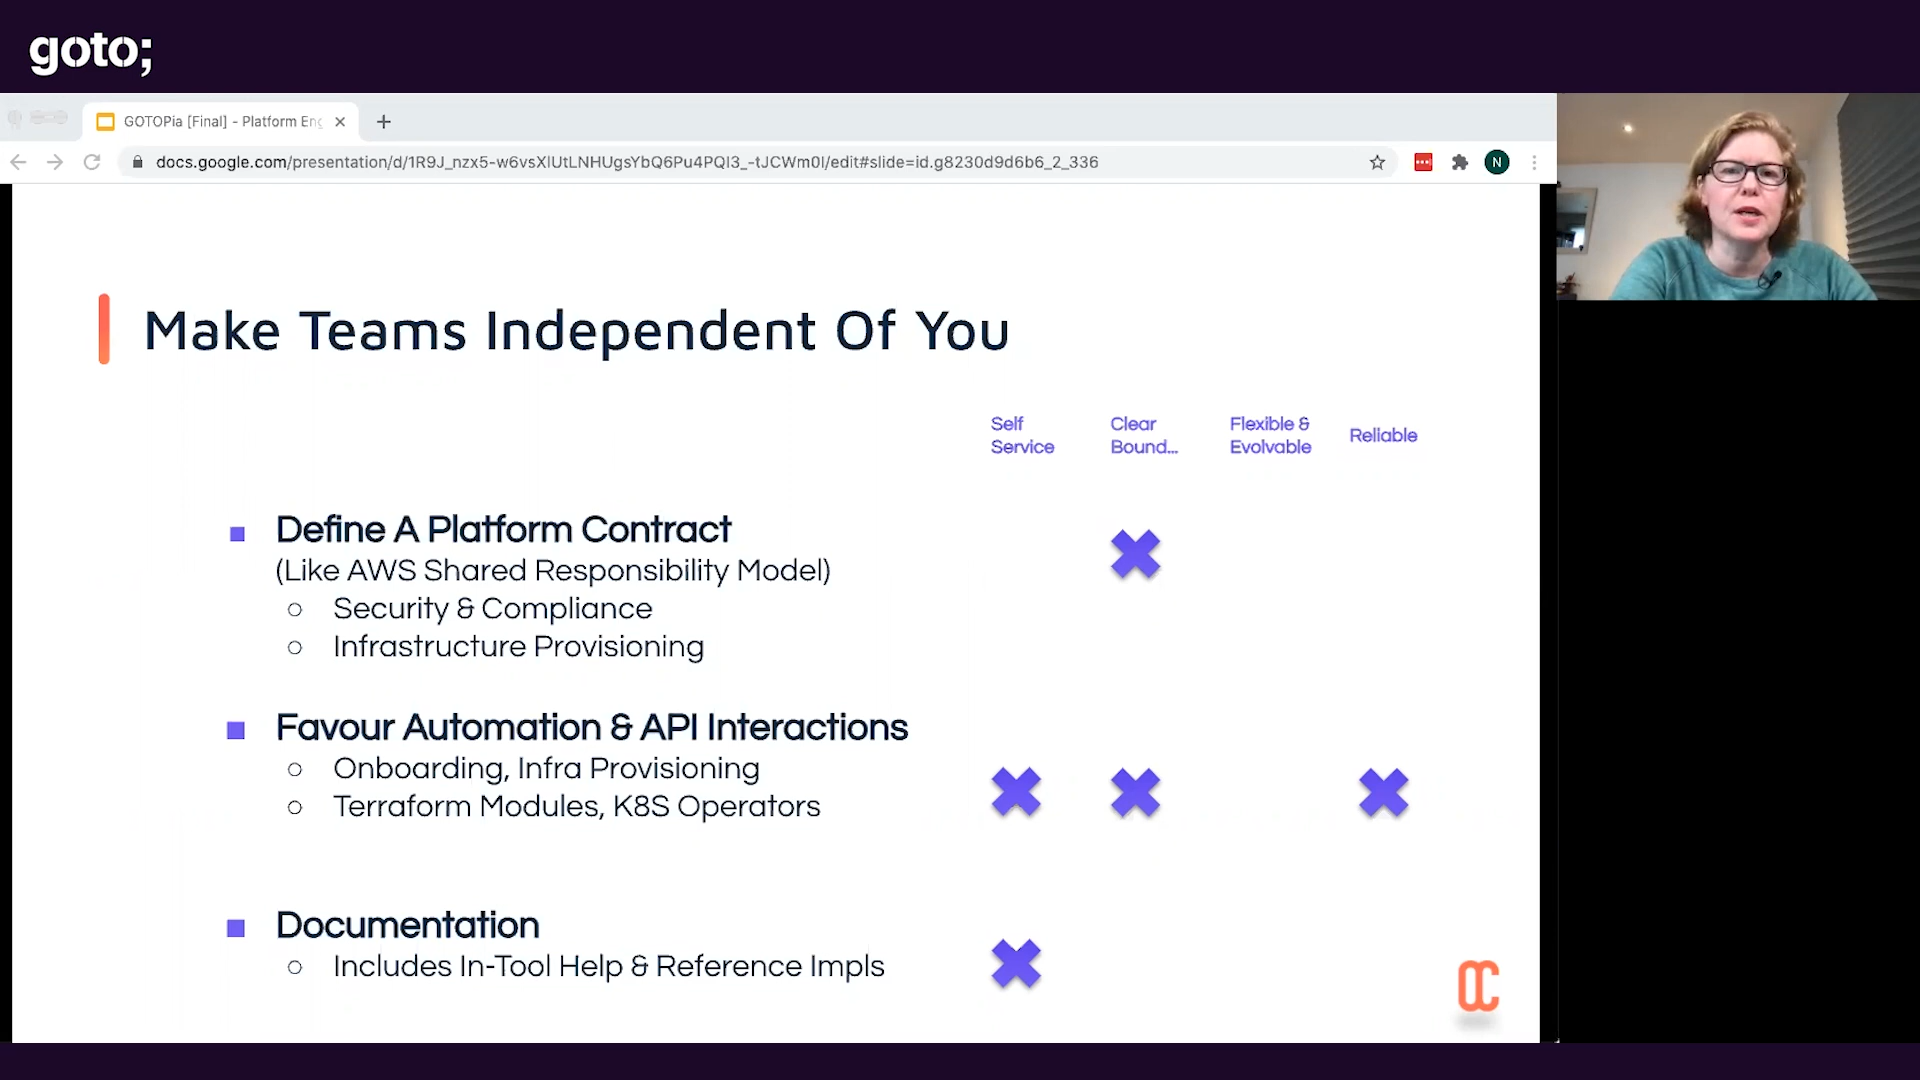 goto;
GOTOPia [Final] - Platform Eng
docs.google.com/presentation/d/1R9J_nzx5-w6vsXlUtLNHUgsYbQ6Pu4PQI3_-tJCWm0I/edit#slide=id.g8230d9d6b6_2_336
N
Make Teams Independent Of You
Self
Service
Clear
Bound...
Flexible &
Evolvable
Reliable
■ Define A Platform Contract
(Like AWS Shared Responsibility Model)
○ Security & Compliance
○ Infrastructure Provisioning
■ Favour Automation & API Interactions
○ Onboarding, Infra Provisioning
○ Terraform Modules, K8S Operators
■ Documentation
○ Includes In-Tool Help & Reference Impls